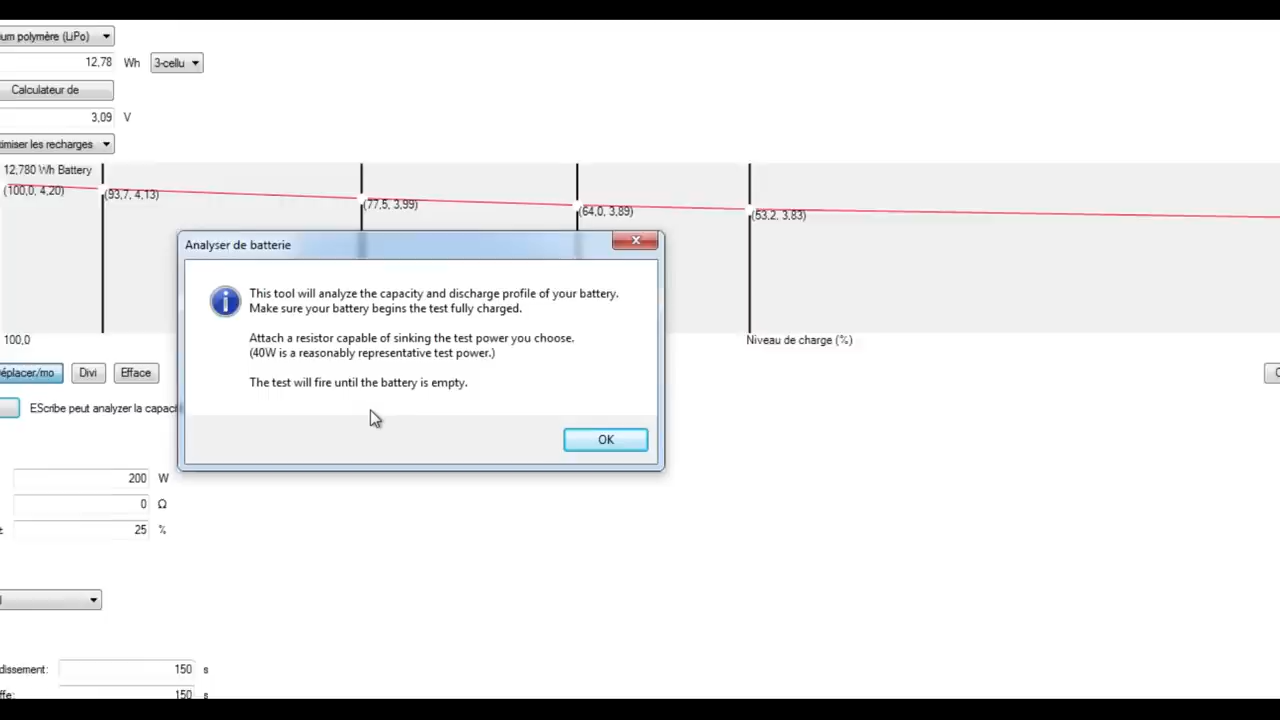 ium polymère (LiPo)
12,78 Wh 3-cellu
Calculateur de
3,09 V
ximiser les recharges
12,780 Wh Battery
(100,0, 4,20)
(93,7, 4,13)
(77,5, 3,99)
(64,0, 3,89)
(53,2, 3,83)
Analyser de batterie
This tool will analyze the capacity and discharge profile of your battery.
Make sure your battery begins the test fully charged.
Attach a resistor capable of sinking the test power you choose.
(40W is a reasonably representative test power.)
The test will fire until the battery is empty.
OK
100,0
Niveau de charge (%)
éplacer/mo Divi Efface
EScribe peut analyzer la capacit
200 W
0 Ω
25 %
dissement: 150 s
ffe: 150 s